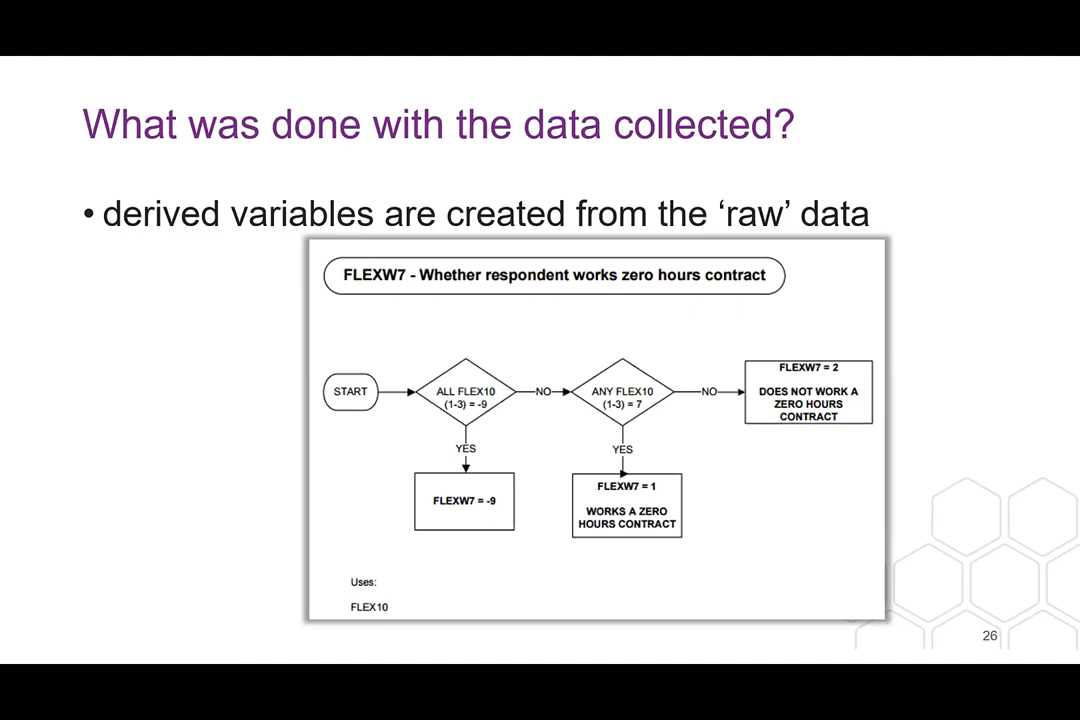 What was done with the data collected?
• derived variables are created from the ‘raw’ data
FLEXW7 - Whether respondent works zero hours contract
START
ALL FLEX10
(1-3) = -9
NO
ANY FLEX10
(1-3) = 7
NO
FLEXW7 = 2
DOES NOT WORK A
ZERO HOURS
CONTRACT
YES
YES
FLEXW7 = -9
FLEXW7 = 1
WORKS A ZERO
HOURS CONTRACT
Uses:
FLEX10
26